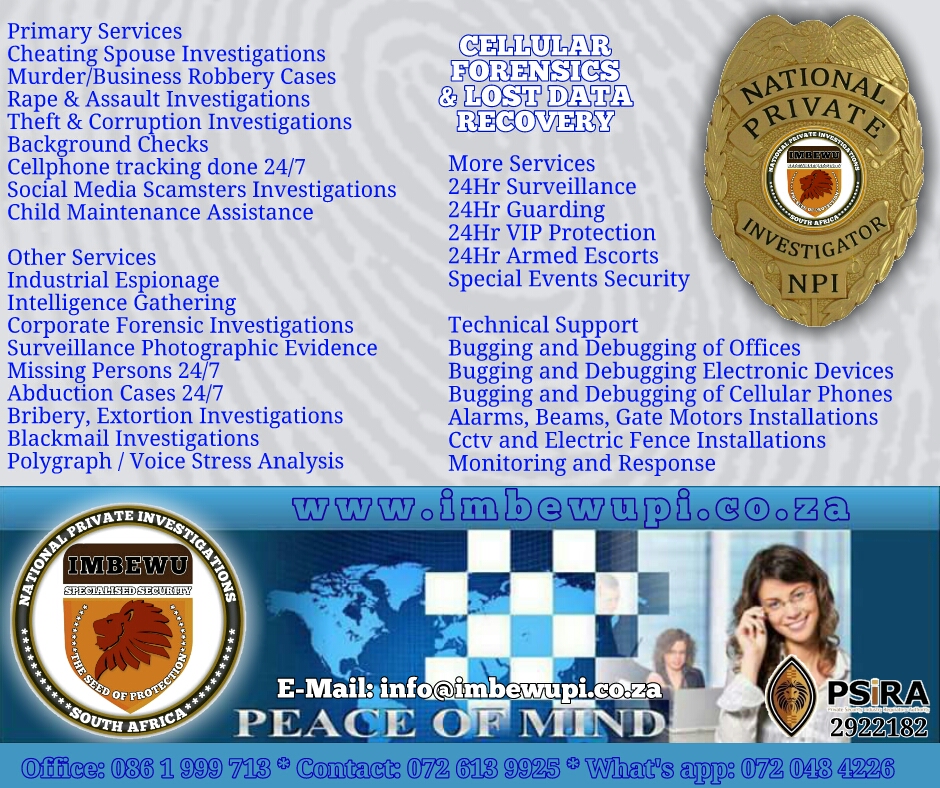 Primary Services
Cheating Spouse Investigations
Murder/Business Robbery Cases
Rape & Assault Investigations
Theft & Corruption Investigations
Background Checks
Cellphone tracking done 24/7
Social Media Scamsters Investigations
Child Maintenance Assistance
Other Services
Industrial Espionage
Intelligence Gathering
Corporate Forensic Investigations
Surveillance Photographic Evidence
Missing Persons 24/7
Abduction Cases 24/7
Bribery, Extortion Investigations
Blackmail Investigations
Polygraph / Voice Stress Analysis
CELLULAR
FORENSICS
& LOST DATA
RECOVERY
More Services
24Hr Surveillance
24Hr Guarding
24Hr VIP Protection
24Hr Armed Escorts
Special Events Security
Technical Support
Bugging and Debugging of Offices
Bugging and Debugging Electronic Devices
Bugging and Debugging of Cellular Phones
Alarms, Beams, Gate Motors Installations
Cctv and Electric Fence Installations
Monitoring and Response
NATIONAL
PRIVATE
NATIONAL PRIVATE INVESTIGATIONS
IMBEWU
SOUTH AFRICA
INVESTIGATOR
NPI
www.imbewupi.co.za
NATIONAL PRIVATE INVESTIGATIONS
IMBEWU
SPECIALISED SECURITY
THE SEED OF PROTECTION
SOUTH AFRICA
E-Mail: info@imbewupi.co.za
PEACE OF MIND
PSiRA
Private Security Industry Regulatory Authority
2922182
Office: 086 1 999 713 * Contact: 072 613 9925 * What's app: 072 048 4226